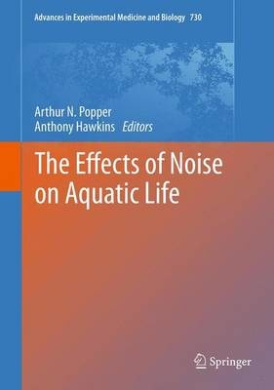 Advances in Experimental Medicine and Biology 730
Arthur N. Popper
Anthony Hawkins Editors
The Effects of Noise
on Aquatic Life
Springer